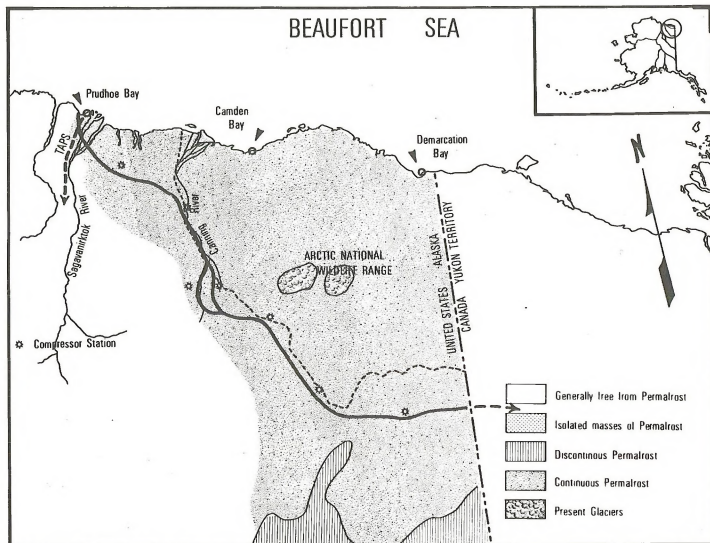 BEAUFORT SEA
Prudhoe Bay
Camden
Bay
Demarcation
Bay
TAPS
N
Sagavanirktok River
Canning River
ARCTIC NATIONAL
WILDLIFE RANGE
UNITED STATES ALASKA
CANADA YUKON TERRITORY
Compressor Station
Generally free from Permafrost
Isolated masses of Permafrost
Discontinous Permafrost
Continuous Permafrost
Present Glaciers